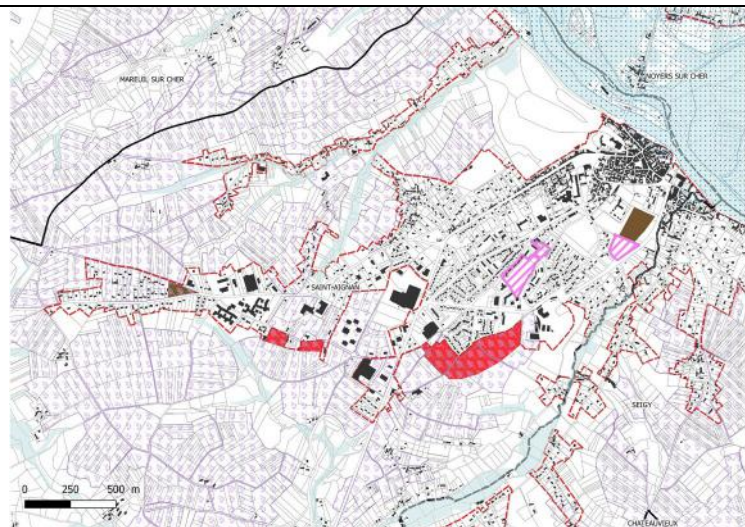 MAREUIL SUR CHER
NOYERS SUR CHER
SAINT-AIGNAN
SEIGY
0 250 500 m
CHATEAUVIEUX